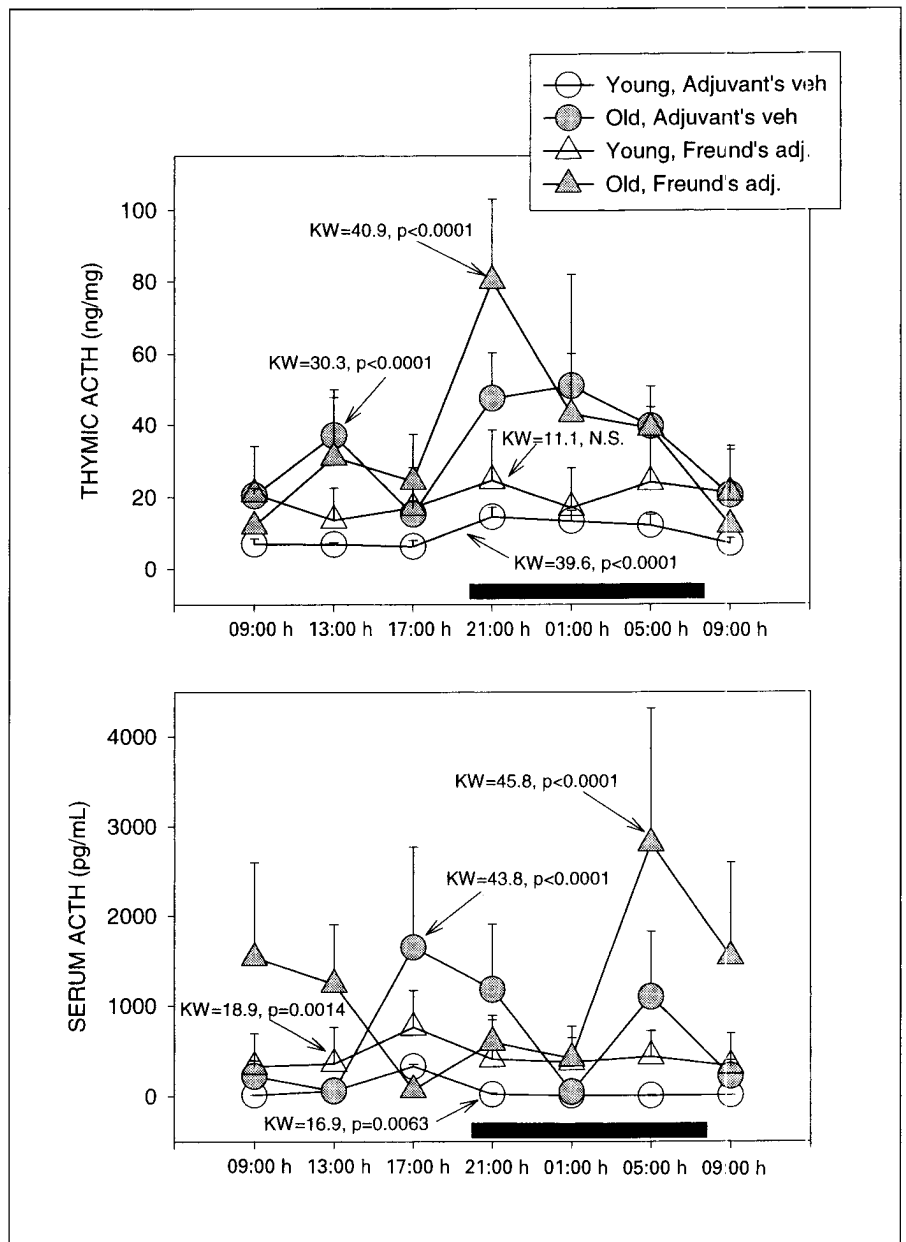 Young, Adjuvant's veh
Old, Adjuvant's veh
Young, Freund's adj.
Old, Freund's adj.
THYMIC ACTH (ng/mg)
100
80
60
40
20
0
KW=40.9, p<0.0001
KW=30.3, p<0.0001
KW=11.1, N.S.
KW=39.6, p<0.0001
09:00 h 13:00 h 17:00 h 21:00 h 01:00 h 05:00 h 09:00 h
SERUM ACTH (pg/mL)
4000
3000
2000
1000
0
KW=45.8, p<0.0001
KW=43.8, p<0.0001
KW=18.9, p=0.0014
KW=16.9, p=0.0063
09:00 h 13:00 h 17:00 h 21:00 h 01:00 h 05:00 h 09:00 h